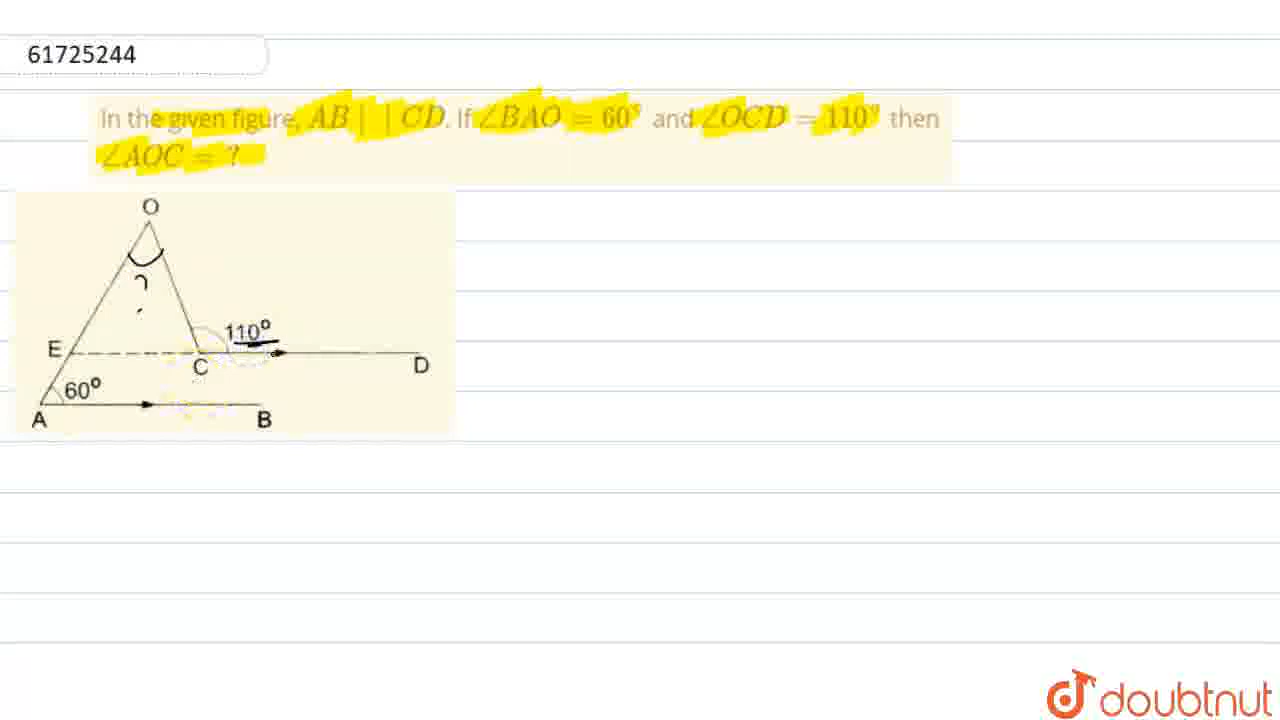 61725244
In the given figure, AB || CD. If ∠BAO = 60° and ∠OCD = 110° then
∠AOC = ?
O
?
110°
E
C
D
60°
A
B
doubtnut